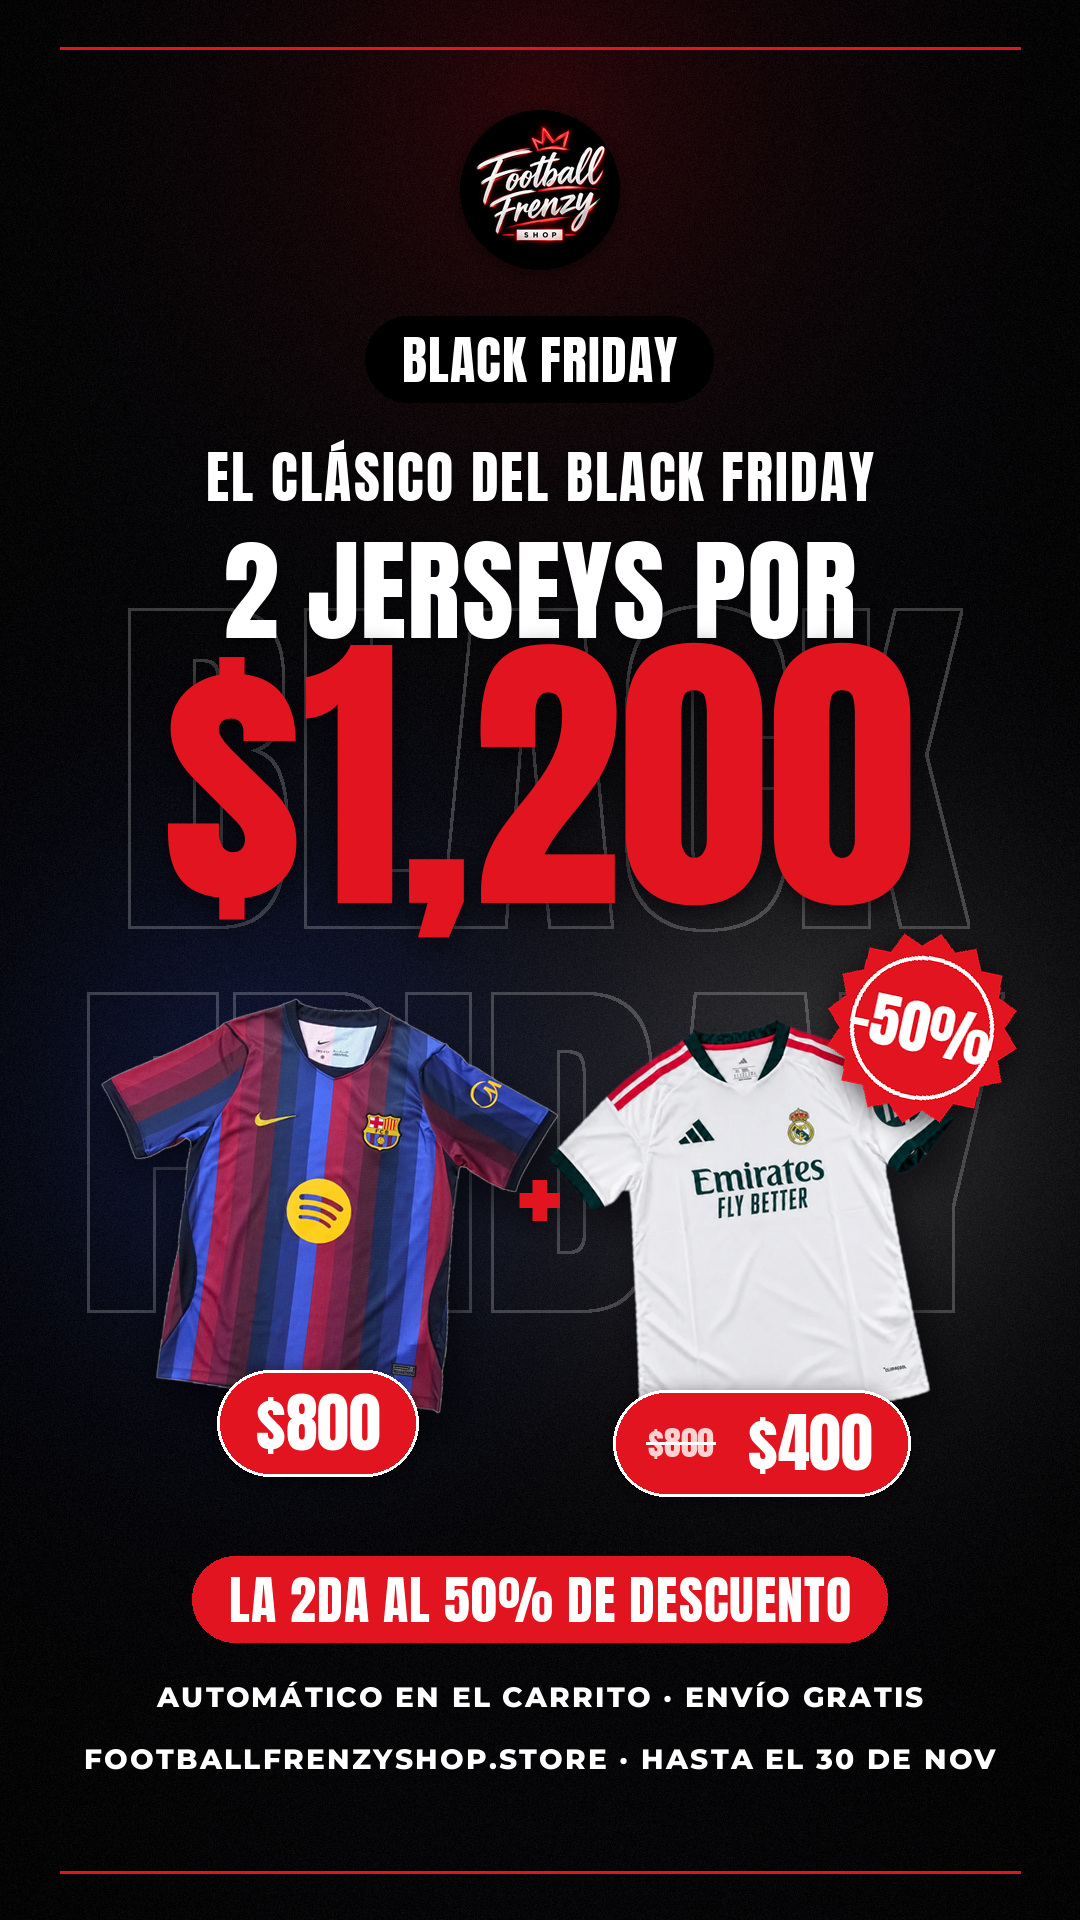 Football
Frenzy
SHOP
BLACK FRIDAY
EL CLÁSICO DEL BLACK FRIDAY
2 JERSEYS POR
$1,200
BLACK
FRIDAY
-50%
Emirates
FLY BETTER
$800
$800 $400
LA 2DA AL 50% DE DESCUENTO
AUTOMÁTICO EN EL CARRITO · ENVÍO GRATIS
FOOTBALLFRENZYSHOP.STORE · HASTA EL 30 DE NOV